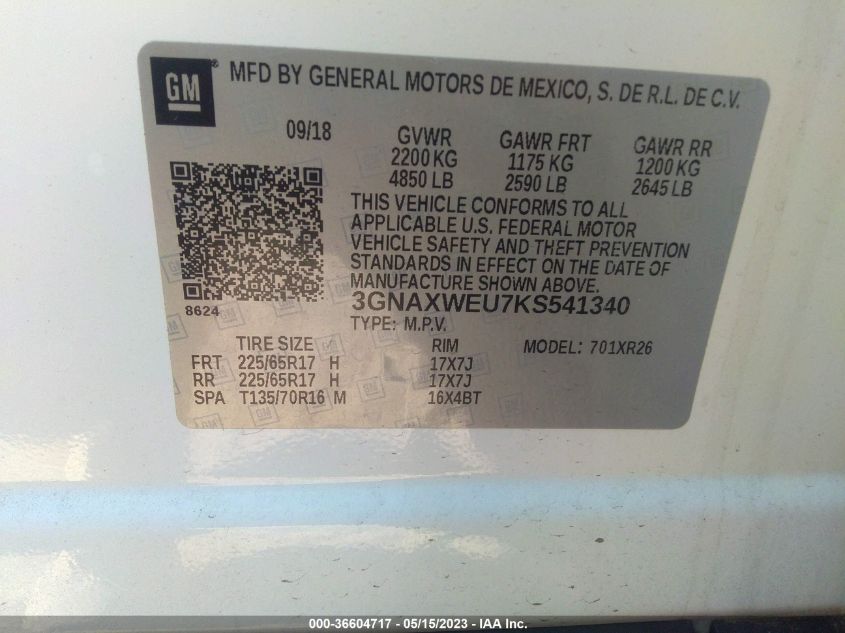 GM ® MFD BY GENERAL MOTORS DE MEXICO, S. DE R.L. DE C.V.
09/18 GVWR GAWR FRT GAWR RR
2200 KG 1175 KG 1200 KG
4850 LB 2590 LB 2645 LB
THIS VEHICLE CONFORMS TO ALL
APPLICABLE U.S. FEDERAL MOTOR
VEHICLE SAFETY AND THEFT PREVENTION
STANDARDS IN EFFECT ON THE DATE OF
MANUFACTURE SHOWN ABOVE.
8624
3GNAXWEU7KS541340
TYPE: M.P.V.
TIRE SIZE RIM MODEL: 701XR26
FRT 225/65R17 H 17X7J
RR 225/65R17 H 17X7J
SPA T135/70R16 M 16X4BT
000-36604717 - 05/15/2023 - IAA Inc.